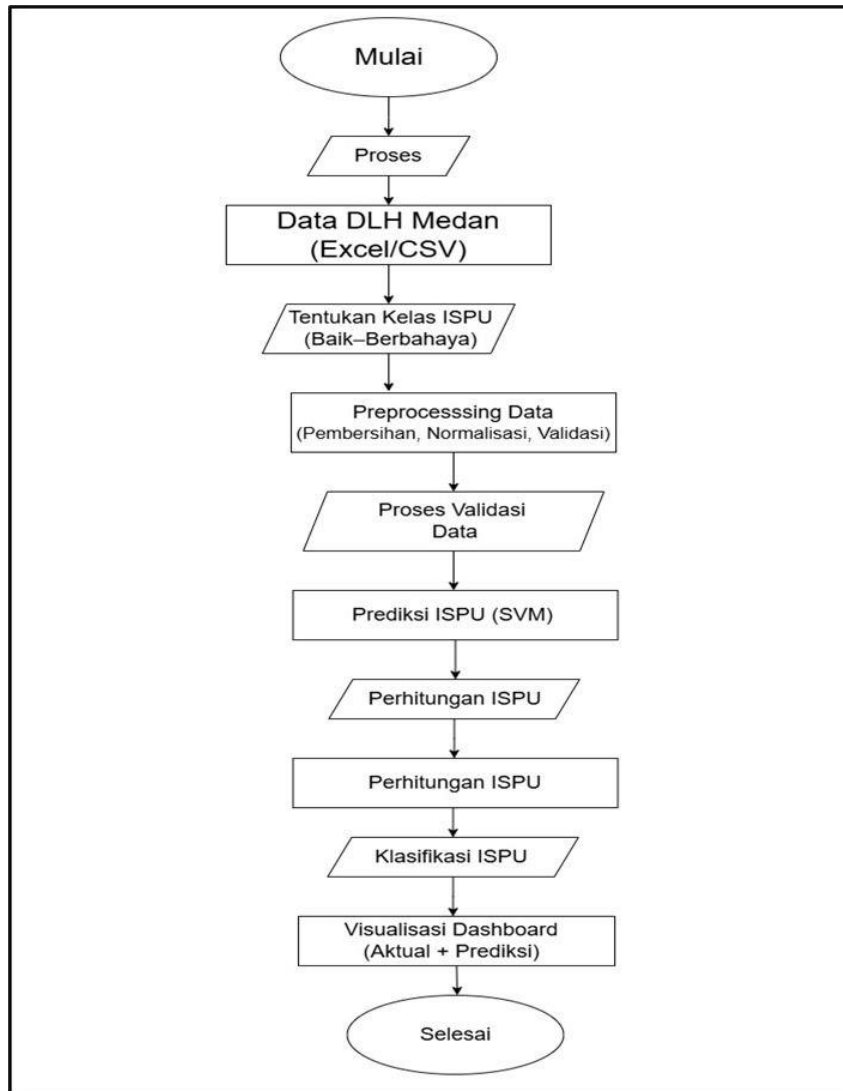 Mulai
Proses
Data DLH Medan
(Excel/CSV)
Tentukan Kelas ISPU
(Baik–Berbahaya)
Preprocesssing Data
(Pembersihan, Normalisasi, Validasi)
Proses Validasi
Data
Prediksi ISPU (SVM)
Perhitungan ISPU
Perhitungan ISPU
Klasifikasi ISPU
Visualisasi Dashboard
(Aktual + Prediksi)
Selesai